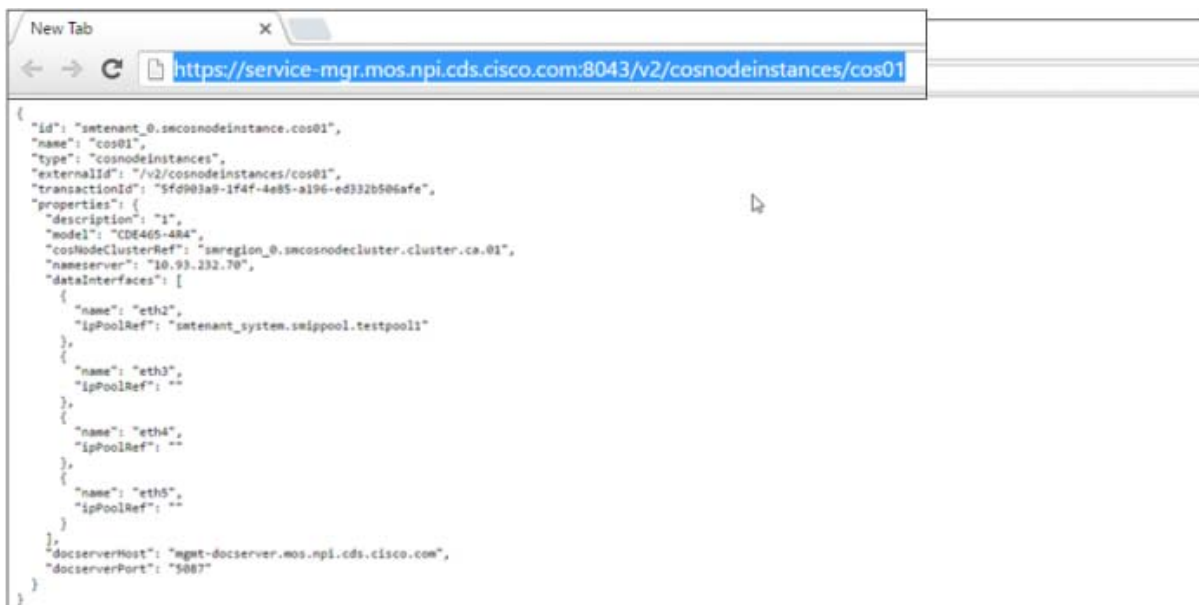 New Tab
https://service-mgr.mos.npi.cds.cisco.com:8043/v2/cosnodeinstances/cos01
{
"id": "smtenant_0.smcosnodeinstance.cos01",
"name": "cos01",
"type": "cosnodeinstances",
"externalId": "/v2/cosnodeinstances/cos01",
"transactionId": "5fd903a9-1f4f-4e85-a196-ed332b506afe",
"properties": {
"description": "1",
"model": "CDE465-4R4",
"cosNodeClusterRef": "smregion_0.smcosnodecluster.cluster.ca.01",
"nameserver": "10.93.232.70",
"dataInterfaces": [
{
"name": "eth2",
"ipPoolRef": "smtenant_system.smippool.testpool1"
},
{
"name": "eth3",
"ipPoolRef": ""
},
{
"name": "eth4",
"ipPoolRef": ""
},
{
"name": "eth5",
"ipPoolRef": ""
}
],
"docserverHost": "mgmt-docserver.mos.npi.cds.cisco.com",
"docserverPort": "5087"
}
}